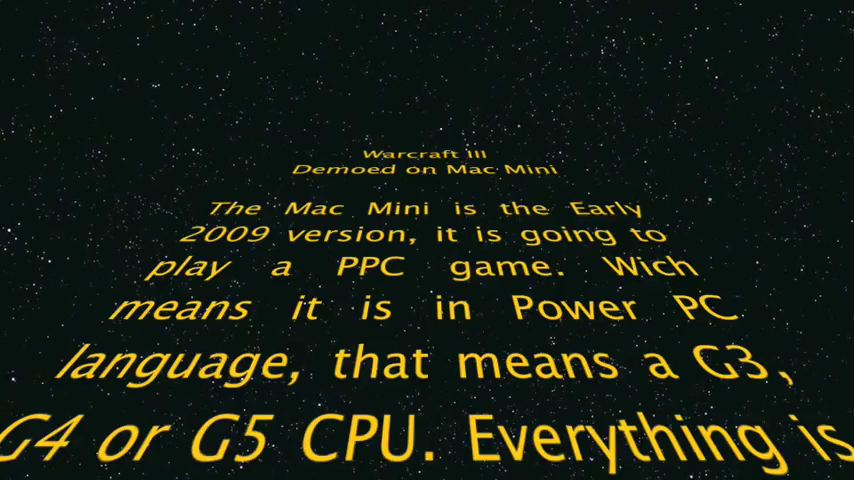 Warcraft III
Demoed on Mac Mini
The Mac Mini is the Early
2009 version, it is going to
play a PPC game. Wich
means it is in Power PC
language, that means a G3,
G4 or G5 CPU. Everything is